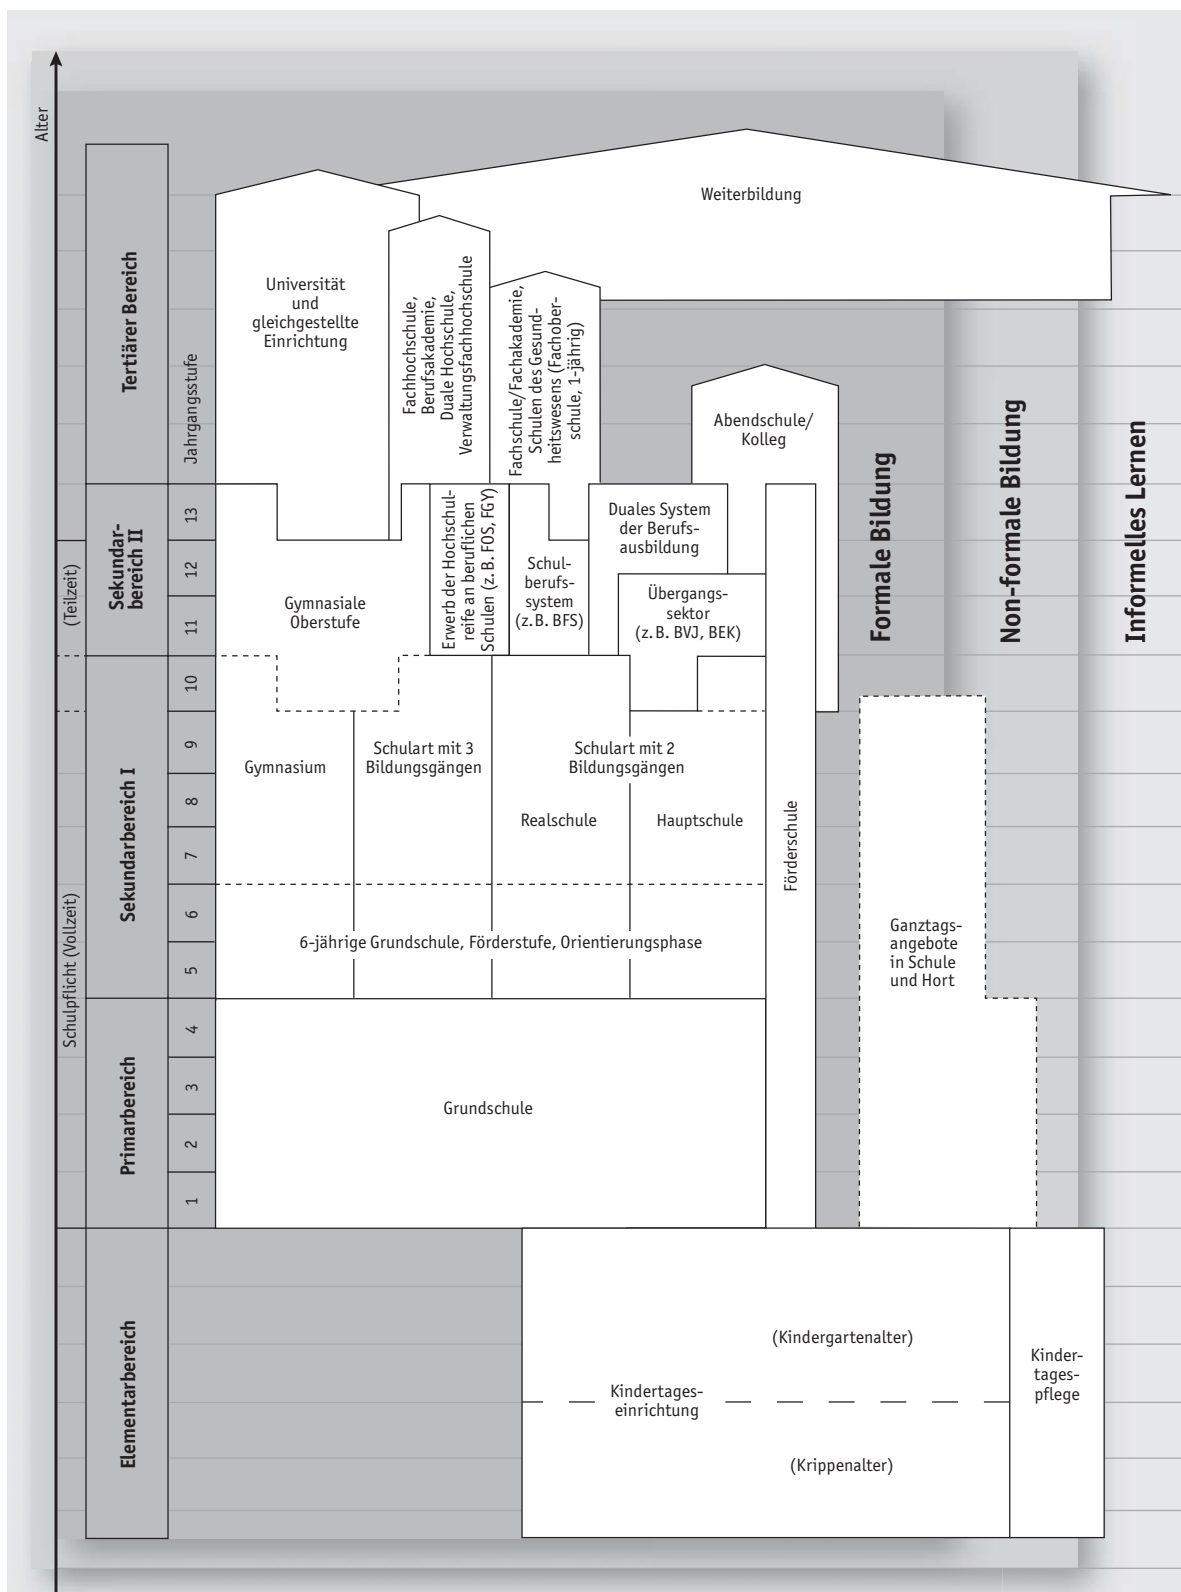 Alter
Weiterbildung
Tertiärer Bereich
Jahrgangsstufe
Universität
und
gleichgestellte
Einrichtung
Fachhochschule,
Berufsakademie,
Duale Hochschule,
Verwaltungsfachhochschule
Fachschule/Fachakademie,
Schulen des Gesund-
heitswesens (Fachober-
schule, 1-jährig)
Abendschule/
Kolleg
Formale Bildung
Non-formale Bildung
Informelles Lernen
(Teilzeit)
Sekundar-
bereich II
13
12
11
Gymnasiale
Oberstufe
Erwerb der Hochschul-
reife an beruflichen
Schulen (z. B. FOS, FGY)
Schul-
berufs-
system
(z. B. BFS)
Duales System
der Berufs-
ausbildung
Übergangs-
sektor
(z. B. BVJ, BEK)
Schulpflicht (Vollzeit)
Sekundarbereich I
10
9
8
7
6
5
Gymnasium
Schulart mit 3
Bildungsgängen
Schulart mit 2
Bildungsgängen
Realschule
Hauptschule
Förderschule
6-jährige Grundschule, Förderstufe, Orientierungsphase
Ganztags-
angebote
in Schule
und Hort
Primarbereich
4
3
2
1
Grundschule
Elementarbereich
(Kindergartenalter)
Kindertages-
einrichtung
(Krippenalter)
Kinder-
tages-
pflege